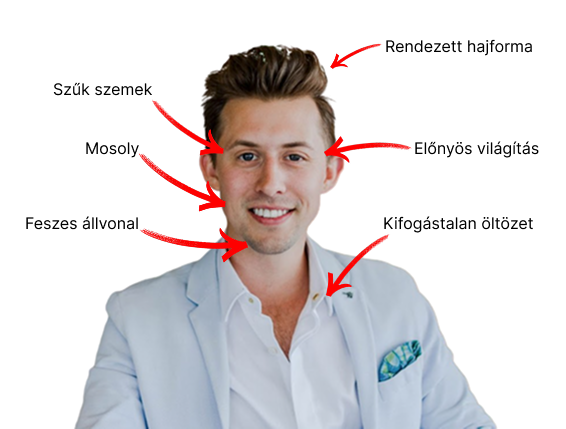 Rendezett hajforma
Szűk szemek
Mosoly
Előnyös világítás
Feszes állvonal
Kifogástalan öltözet